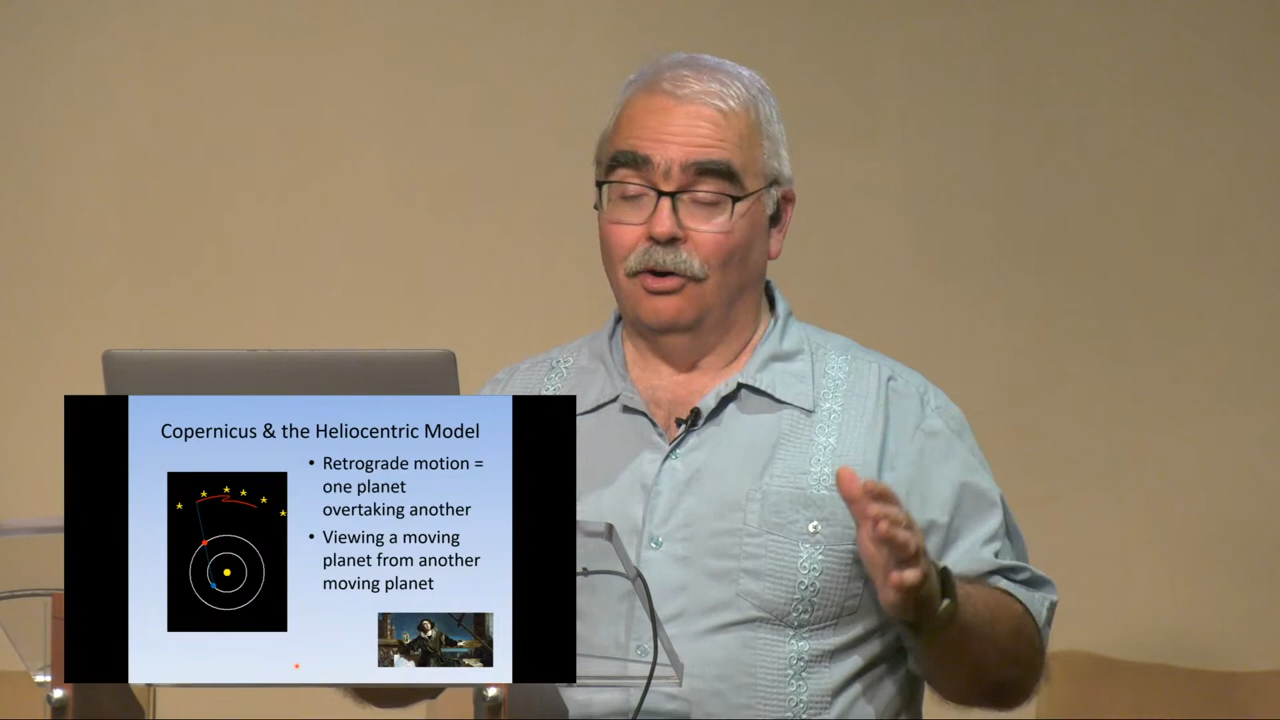 Copernicus & the Heliocentric Model
• Retrograde motion =
one planet
overtaking another
• Viewing a moving
planet from another
moving planet